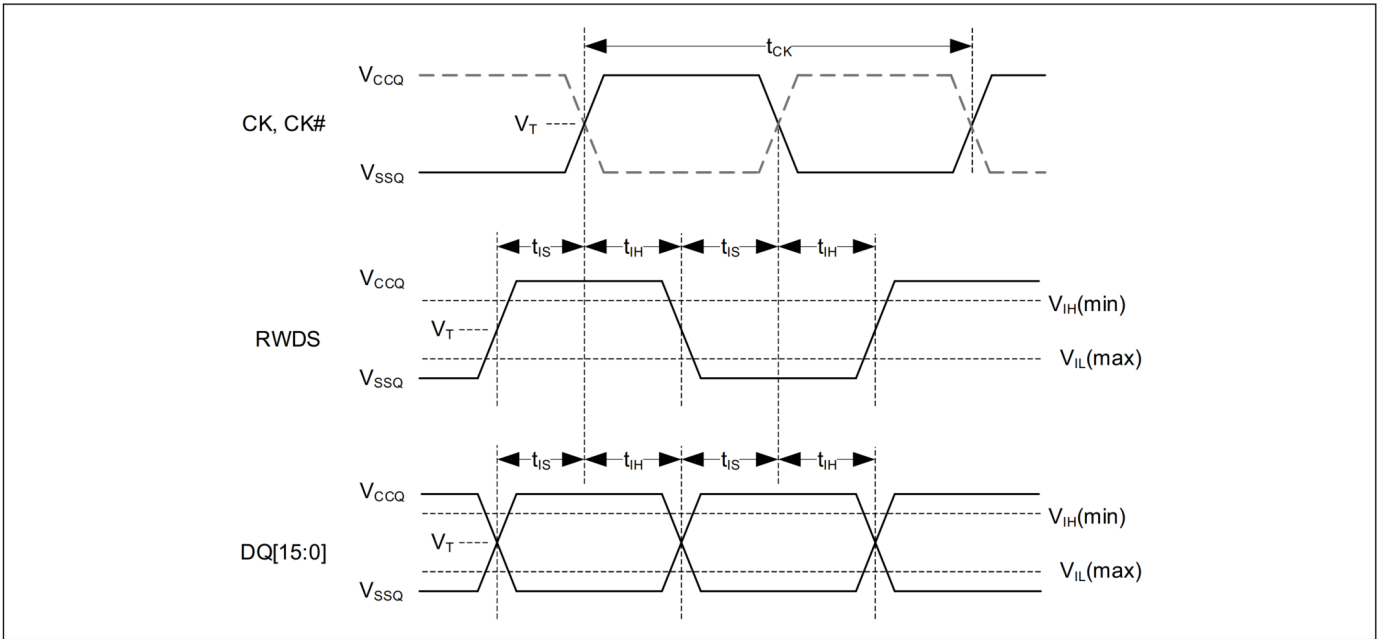 tCK
VCCQ
CK, CK#
VT
VSSQ
tIS tIH tIS tIH
VCCQ
VIH(min)
VT
RWDS
VIL(max)
VSSQ
tIS tIH tIS tIH
VCCQ
VIH(min)
VT
DQ[15:0]
VIL(max)
VSSQ